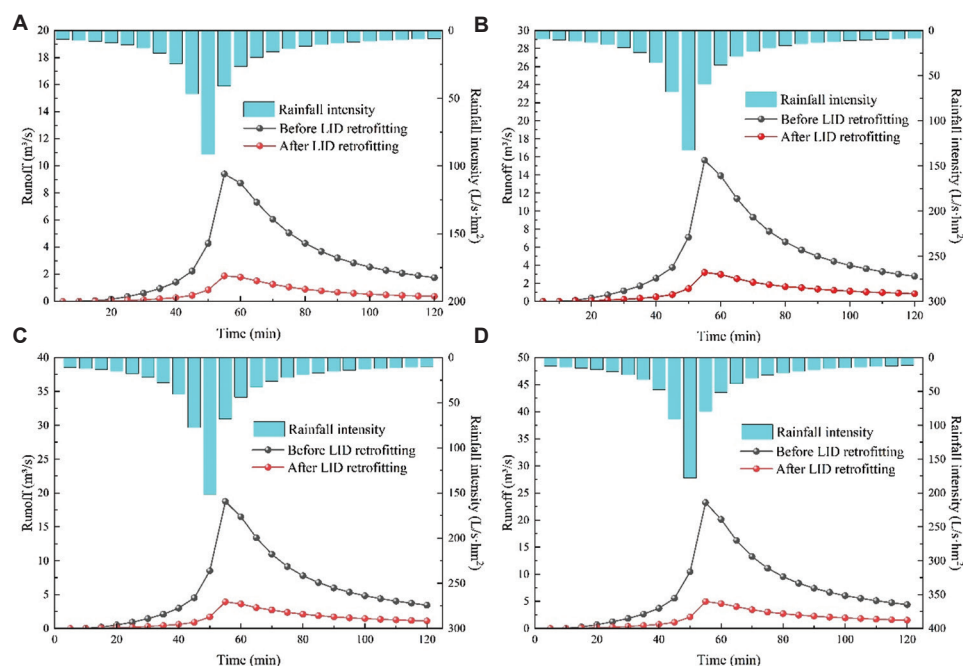 A
20
18
16
14
12
10
8
6
4
2
0
Runoff (m³/s)
0
50
100
150
200
Rainfall intensity (L/s·hm²)
Rainfall intensity
Before LID retrofitting
After LID retrofitting
20 40 60 80 100 120
Time (min)
B
30
28
26
24
22
20
18
16
14
12
10
8
6
4
2
0
Runoff (m³/s)
0
50
100
150
200
250
300
Rainfall intensity (L/s·hm²)
Rainfall intensity
Before LID retrofitting
After LID retrofitting
20 40 60 80 100 120
Time (min)
C
40
35
30
25
20
15
10
5
0
Runoff (m³/s)
0
50
100
150
200
250
300
Rainfall intensity (L/s·hm²)
Rainfall intensity
Before LID retrofitting
After LID retrofitting
0 20 40 60 80 100 120
Time (min)
D
50
45
40
35
30
25
20
15
10
5
0
Runoff (m³/s)
0
50
100
150
200
250
300
350
400
Rainfall intensity (L/s·hm²)
Rainfall intensity
Before LID retrofitting
After LID retrofitting
0 20 40 60 80 100 120
Time (min)